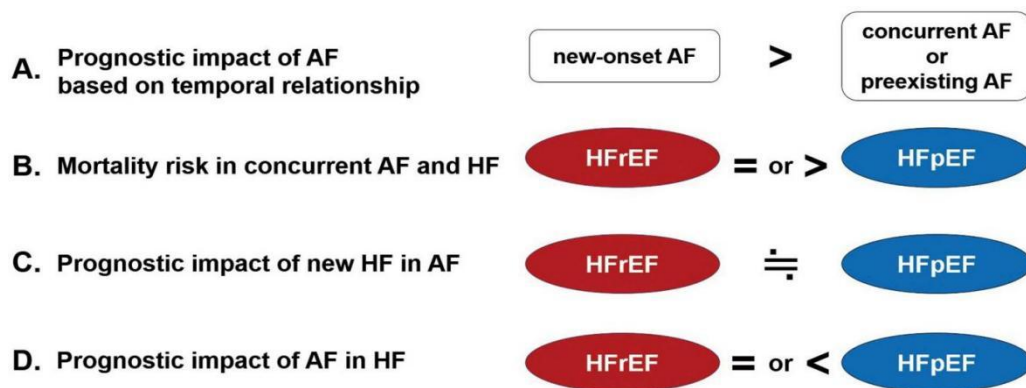 A. Prognostic impact of AF
based on temporal relationship
new-onset AF > concurrent AF
or
preexisting AF
B. Mortality risk in concurrent AF and HF HFrEF = or > HFpEF
C. Prognostic impact of new HF in AF HFrEF ≒ HFpEF
D. Prognostic impact of AF in HF HFrEF = or < HFpEF